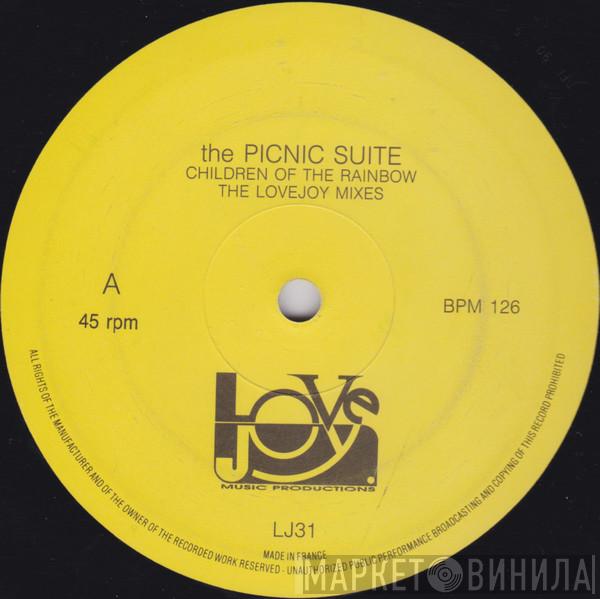 the PICNIC SUITE
CHILDREN OF THE RAINBOW
THE LOVEJOY MIXES
A
45 rpm
BPM 126
LOVE
JOY.
MUSIC PRODUCTIONS
LJ31
MADE IN FRANCE
ALL RIGHTS OF THE MANUFACTURER AND OF THE OWNER OF THE RECORDED WORK RESERVED - UNAUTHORIZED PUBLIC PERFORMANCE BROADCASTING AND COPYING OF THIS RECORD PROHIBITED
МАРКЕТ ВИНИЛА